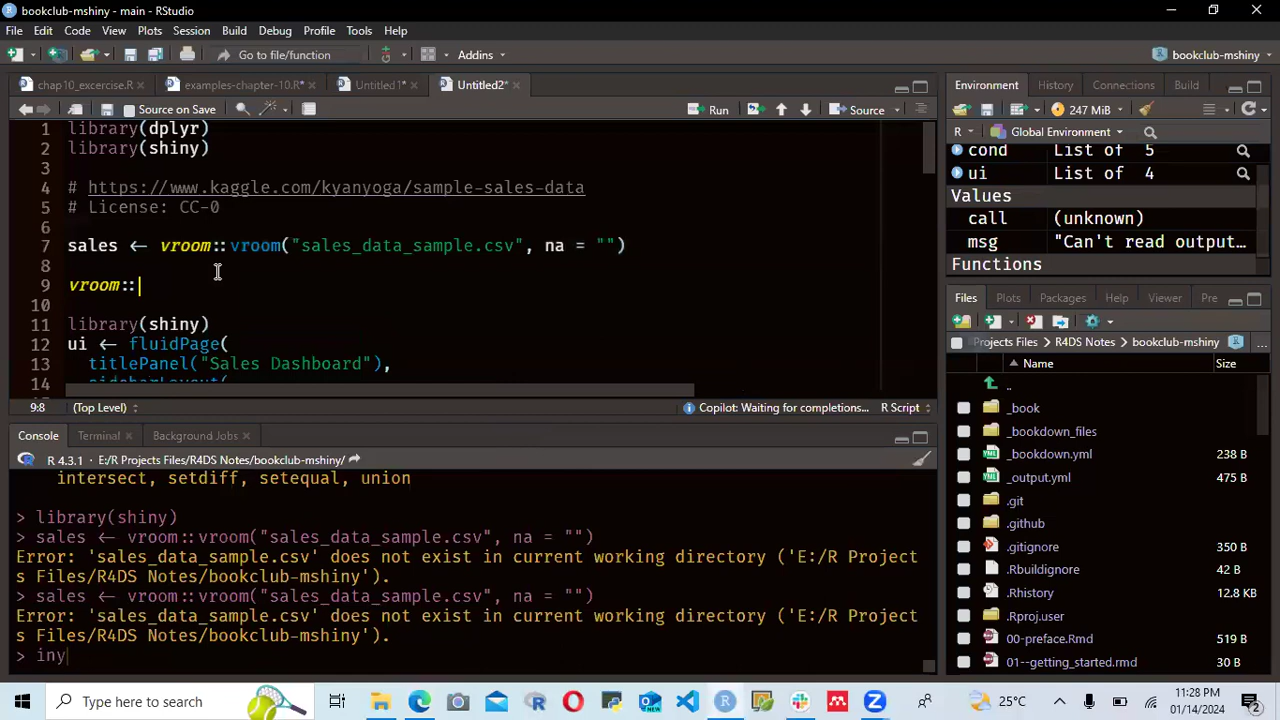 bookclub-mshiny - main - RStudio
File Edit Code View Plots Session Build Debug Profile Tools Help
Go to file/function Addins bookclub-mshiny
chap10_excercise.R examples-chapter-10.R* Untitled1* Untitled2*
Source on Save Run Source
1 library(dplyr)
2 library(shiny)
3
4 # https://www.kaggle.com/kyanyoga/sample-sales-data
5 # License: CC-0
6
7 sales ← vroom::vroom("sales_data_sample.csv", na = "")
8
9 vroom::
10
11 library(shiny)
12 ui ← fluidPage(
13 titlePanel("Sales Dashboard"),
14 sidebarLayout(
9:8 (Top Level) Copilot: Waiting for completions... R Script
Console Terminal Background Jobs
R 4.3.1 · E:/R Projects Files/R4DS Notes/bookclub-mshiny/
intersect, setdiff, setequal, union
> library(shiny)
> sales ← vroom::vroom("sales_data_sample.csv", na = "")
Error: 'sales_data_sample.csv' does not exist in current working directory ('E:/R Project
s Files/R4DS Notes/bookclub-mshiny').
> sales ← vroom::vroom("sales_data_sample.csv", na = "")
Error: 'sales_data_sample.csv' does not exist in current working directory ('E:/R Project
s Files/R4DS Notes/bookclub-mshiny').
> iny
Environment History Connections Build
247 MiB
R Global Environment
cond List of 5
ui List of 4
Values
call (unknown)
msg "Can't read output…
Functions
Files Plots Packages Help Viewer Pre
Projects Files R4DS Notes bookclub-mshiny ...
Name
..
_book
_bookdown_files
_bookdown.yml 238 B
_output.yml 475 B
.git
.github
.gitignore 350 B
.Rbuildignore 42 B
.Rhistory 12.8 KB
.Rproj.user
00-preface.Rmd 519 B
01--getting_started.rmd 30 B
Type here to search 25°C 11:28 PM
01/14/2024 2